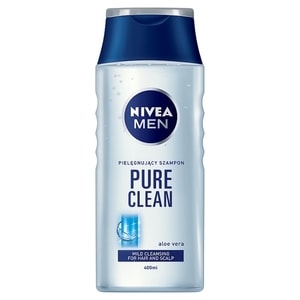 NIVEA
MEN
PIELĘGNUJĄCY SZAMPON
PURE
CLEAN
aloe vera
MILD CLEANSING
FOR HAIR AND SCALP
400ml